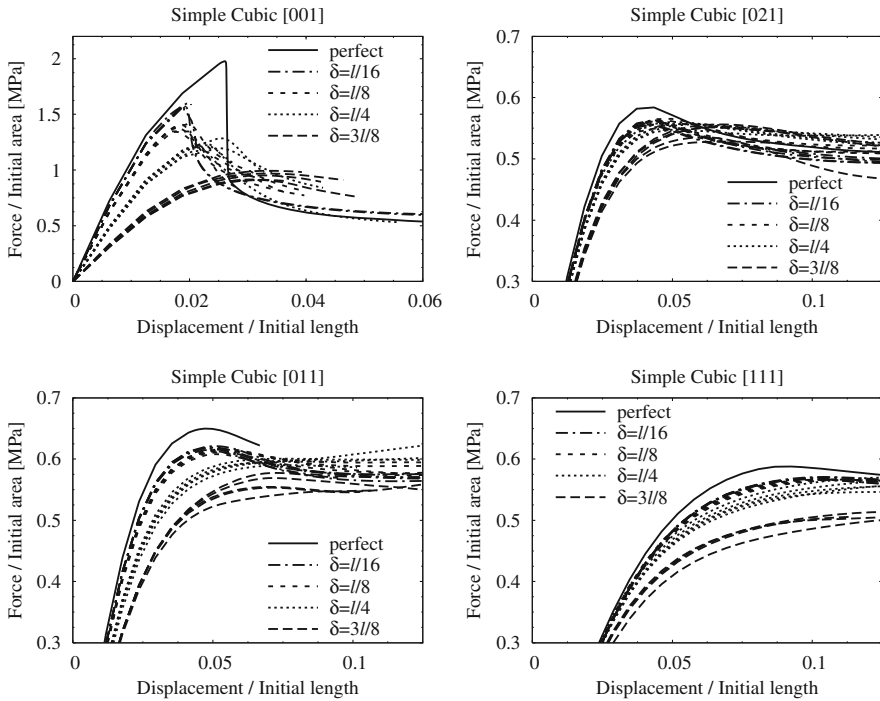 Simple Cubic [001]
Force / Initial area [MPa]
2
1.5
1
0.5
0
perfect
δ=l/16
δ=l/8
δ=l/4
δ=3l/8
0 0.02 0.04 0.06
Displacement / Initial length
Simple Cubic [021]
Force / Initial area [MPa]
0.7
0.6
0.5
0.4
0.3
perfect
δ=l/16
δ=l/8
δ=l/4
δ=3l/8
0 0.05 0.1
Displacement / Initial length
Simple Cubic [011]
Force / Initial area [MPa]
0.7
0.6
0.5
0.4
0.3
perfect
δ=l/16
δ=l/8
δ=l/4
δ=3l/8
0 0.05 0.1
Displacement / Initial length
Simple Cubic [111]
Force / Initial area [MPa]
0.7
0.6
0.5
0.4
0.3
perfect
δ=l/16
δ=l/8
δ=l/4
δ=3l/8
0 0.05 0.1
Displacement / Initial length